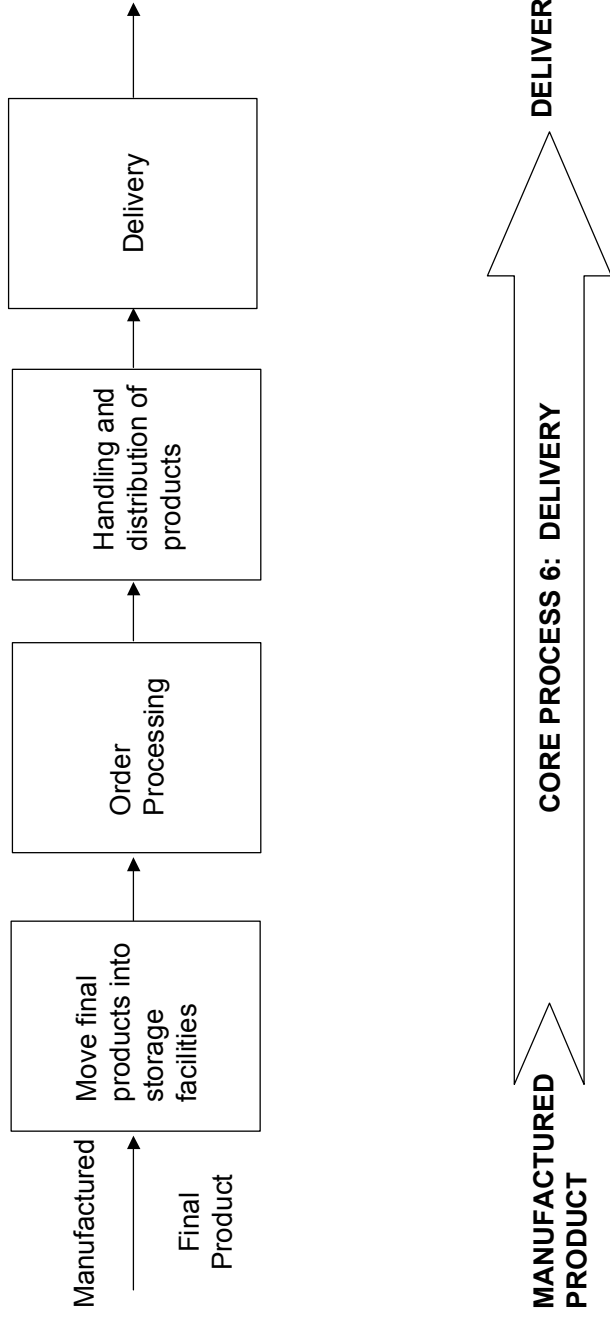 Manufactured
Final
Product
Move final
products into
storage
facilities
Order
Processing
Handling and
distribution of
products
Delivery
MANUFACTURED
PRODUCT
CORE PROCESS 6: DELIVERY
DELIVER